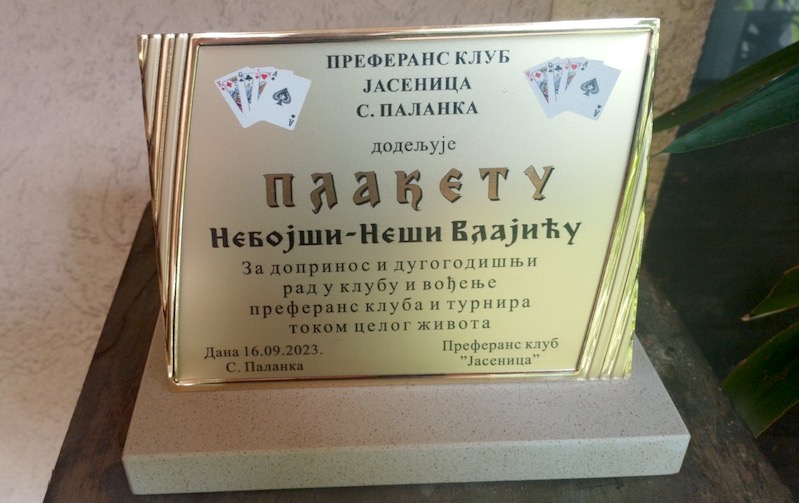 ПРЕФЕРАНС КЛУБ
ЈАСЕНИЦА
С. ПАЛАНКА
додељује
ПЛАКЕТУ
Небојши-Неши Влајићу
За допринос и дугогодишњи
рад у клубу и вођење
преферанс клуба и турнира
током целог живота
Дана 16.09.2023.
С. Паланка
Преферанс клуб
”Јасеница”